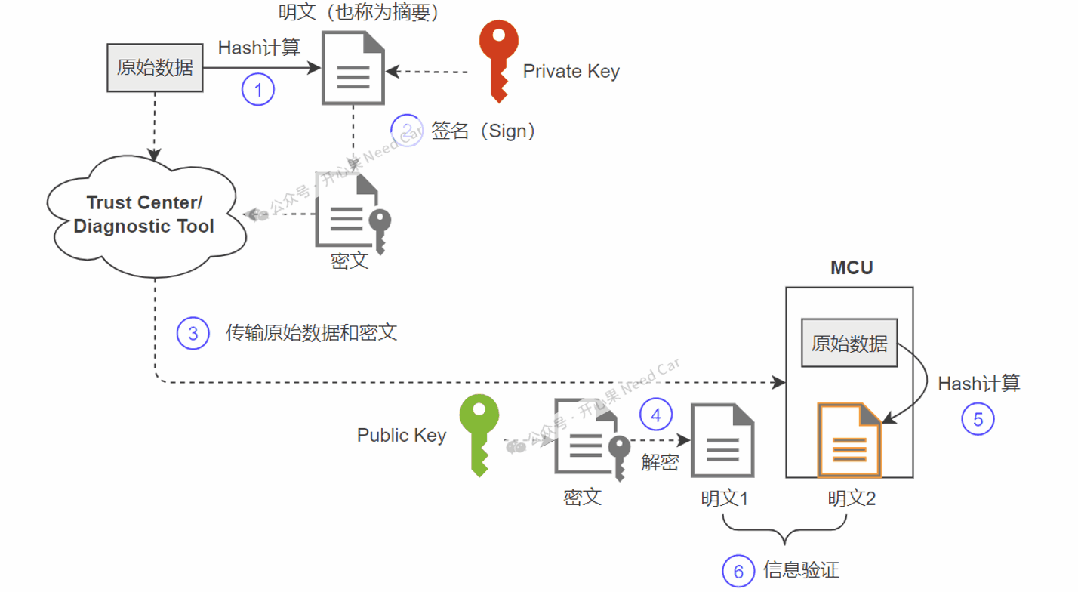 明文（也称为摘要）
原始数据
Hash计算
1
Private Key
2
签名（Sign）
公众号 · 开心果 Need Car
Trust Center/
Diagnostic Tool
密文
MCU
3
传输原始数据和密文
原始数据
公众号 · 开心果 Need Car
Hash计算
5
Public Key
4
解密
密文
明文1
明文2
6
信息验证